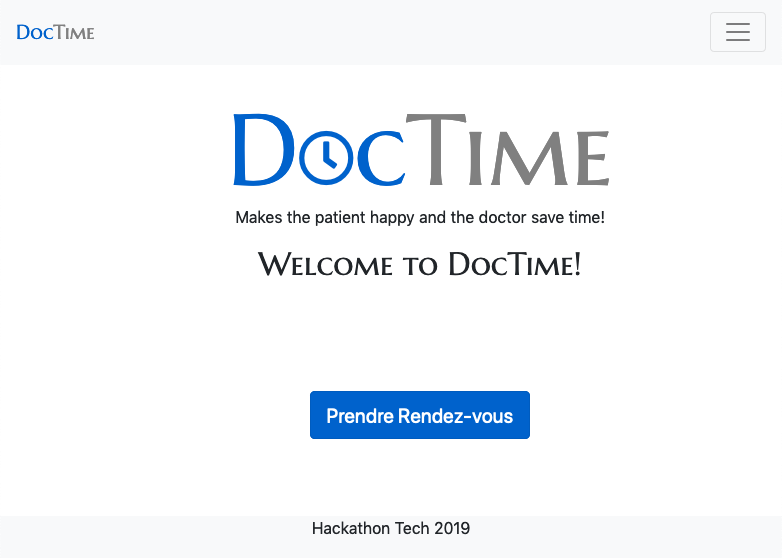 DocTime
DocTime
Makes the patient happy and the doctor save time!
Welcome to DocTime!
Prendre Rendez-vous
Hackathon Tech 2019